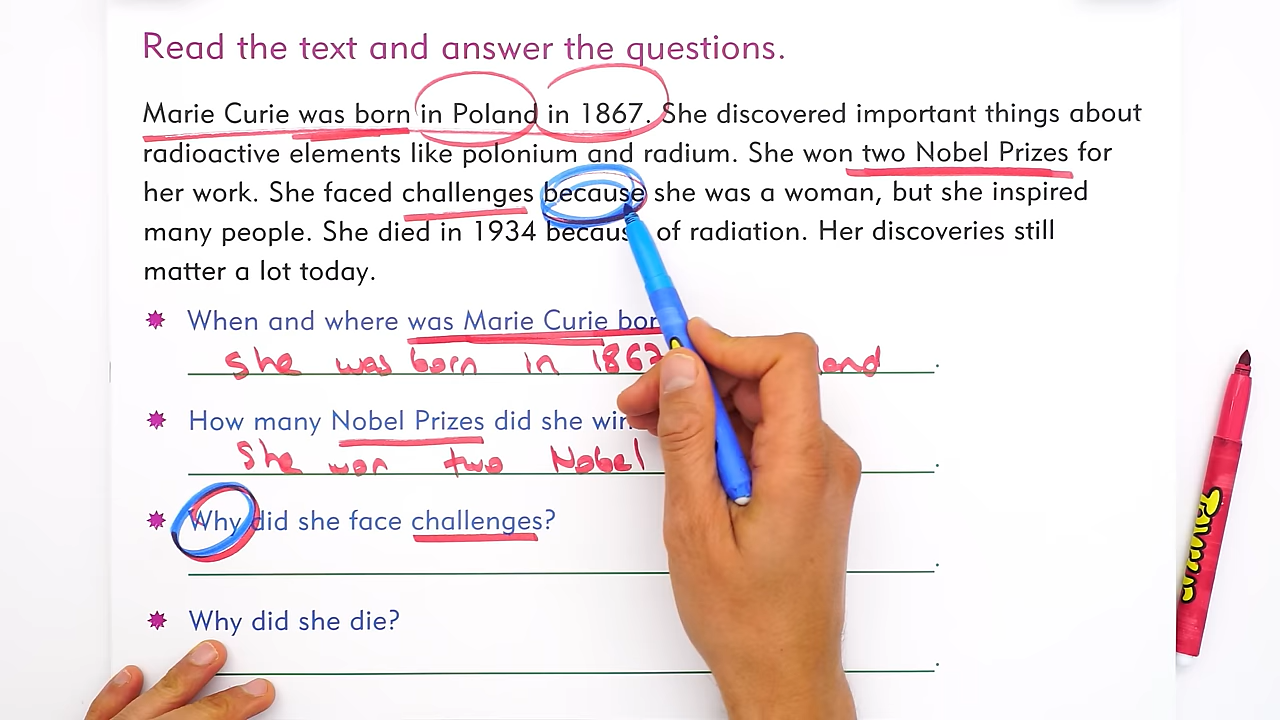 Read the text and answer the questions.
Marie Curie was born in Poland in 1867. She discovered important things about
radioactive elements like polonium and radium. She won two Nobel Prizes for
her work. She faced challenges because she was a woman, but she inspired
many people. She died in 1934 because of radiation. Her discoveries still
matter a lot today.
When and where was Marie Curie born
she was born in 1867
How many Nobel Prizes did she win
She won two Nobel
Why did she face challenges?
Why did she die?